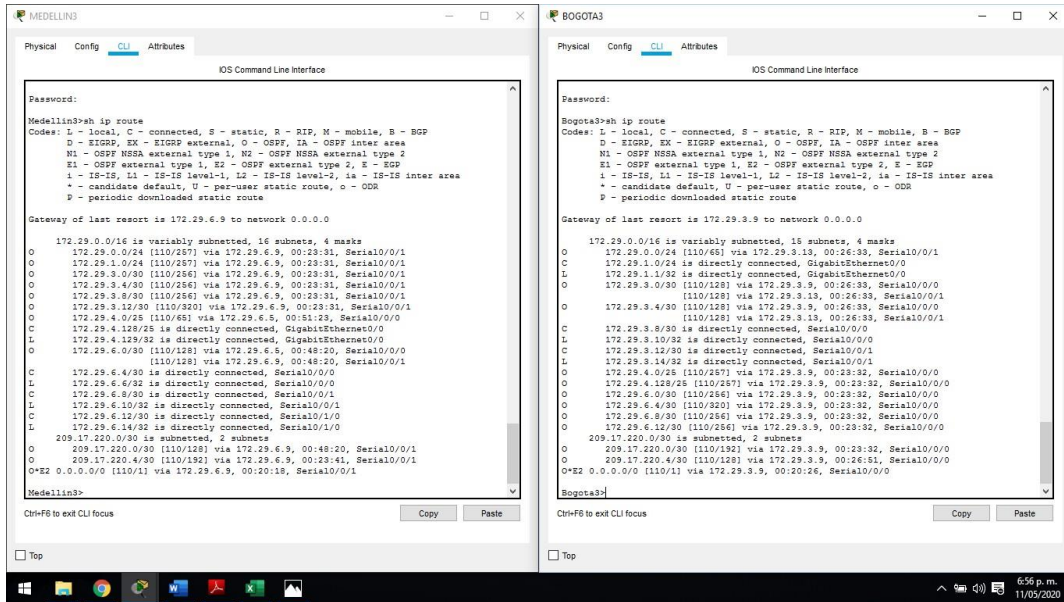 MEDELLIN3
Physical Config CLI Attributes
IOS Command Line Interface
Password:
Medellin3>sh ip route
Codes: L - local, C - connected, S - static, R - RIP, M - mobile, B - BGP
D - EIGRP, EX - EIGRP external, O - OSPF, IA - OSPF inter area
N1 - OSPF NSSA external type 1, N2 - OSPF NSSA external type 2
E1 - OSPF external type 1, E2 - OSPF external type 2, E - EGP
i - IS-IS, L1 - IS-IS level-1, L2 - IS-IS level-2, ia - IS-IS inter area
* - candidate default, U - per-user static route, o - ODR
P - periodic downloaded static route
Gateway of last resort is 172.29.6.9 to network 0.0.0.0
172.29.0.0/16 is variably subnetted, 16 subnets, 4 masks
O 172.29.0.0/24 [110/257] via 172.29.6.9, 00:23:31, Serial0/0/1
O 172.29.1.0/24 [110/257] via 172.29.6.9, 00:23:31, Serial0/0/1
O 172.29.3.0/30 [110/256] via 172.29.6.9, 00:23:31, Serial0/0/1
O 172.29.3.4/30 [110/256] via 172.29.6.9, 00:23:31, Serial0/0/1
O 172.29.3.8/30 [110/256] via 172.29.6.9, 00:23:31, Serial0/0/1
O 172.29.3.12/30 [110/320] via 172.29.6.9, 00:23:31, Serial0/0/1
O 172.29.4.0/25 [110/65] via 172.29.6.5, 00:51:23, Serial0/0/0
C 172.29.4.128/25 is directly connected, GigabitEthernet0/0
L 172.29.4.129/32 is directly connected, GigabitEthernet0/0
O 172.29.6.0/30 [110/128] via 172.29.6.5, 00:48:20, Serial0/0/0
[110/128] via 172.29.6.9, 00:48:20, Serial0/0/1
C 172.29.6.4/30 is directly connected, Serial0/0/0
L 172.29.6.6/32 is directly connected, Serial0/0/0
C 172.29.6.8/30 is directly connected, Serial0/0/1
L 172.29.6.10/32 is directly connected, Serial0/0/1
C 172.29.6.12/30 is directly connected, Serial0/1/0
L 172.29.6.14/32 is directly connected, Serial0/1/0
209.17.220.0/30 is subnetted, 2 subnets
O 209.17.220.0/30 [110/128] via 172.29.6.9, 00:48:20, Serial0/0/1
O 209.17.220.4/30 [110/192] via 172.29.6.9, 00:23:41, Serial0/0/1
O*E2 0.0.0.0/0 [110/1] via 172.29.6.9, 00:20:18, Serial0/0/1
Medellin3>
Ctrl+F6 to exit CLI focus
Copy Paste
Top
BOGOTA3
Physical Config CLI Attributes
IOS Command Line Interface
Password:
Bogota3>sh ip route
Codes: L - local, C - connected, S - static, R - RIP, M - mobile, B - BGP
D - EIGRP, EX - EIGRP external, O - OSPF, IA - OSPF inter area
N1 - OSPF NSSA external type 1, N2 - OSPF NSSA external type 2
E1 - OSPF external type 1, E2 - OSPF external type 2, E - EGP
i - IS-IS, L1 - IS-IS level-1, L2 - IS-IS level-2, ia - IS-IS inter area
* - candidate default, U - per-user static route, o - ODR
P - periodic downloaded static route
Gateway of last resort is 172.29.3.9 to network 0.0.0.0
172.29.0.0/16 is variably subnetted, 15 subnets, 4 masks
O 172.29.0.0/24 [110/65] via 172.29.3.13, 00:26:33, Serial0/0/1
C 172.29.1.0/24 is directly connected, GigabitEthernet0/0
L 172.29.1.1/32 is directly connected, GigabitEthernet0/0
O 172.29.3.0/30 [110/128] via 172.29.3.9, 00:26:33, Serial0/0/0
[110/128] via 172.29.3.13, 00:26:33, Serial0/0/1
O 172.29.3.4/30 [110/128] via 172.29.3.9, 00:26:33, Serial0/0/0
[110/128] via 172.29.3.13, 00:26:33, Serial0/0/1
C 172.29.3.8/30 is directly connected, Serial0/0/0
L 172.29.3.10/32 is directly connected, Serial0/0/0
C 172.29.3.12/30 is directly connected, Serial0/0/1
L 172.29.3.14/32 is directly connected, Serial0/0/1
O 172.29.4.0/25 [110/257] via 172.29.3.9, 00:23:32, Serial0/0/0
O 172.29.4.128/25 [110/257] via 172.29.3.9, 00:23:32, Serial0/0/0
O 172.29.6.0/30 [110/256] via 172.29.3.9, 00:23:32, Serial0/0/0
O 172.29.6.4/30 [110/320] via 172.29.3.9, 00:23:32, Serial0/0/0
O 172.29.6.8/30 [110/256] via 172.29.3.9, 00:23:32, Serial0/0/0
O 172.29.6.12/30 [110/256] via 172.29.3.9, 00:23:32, Serial0/0/0
209.17.220.0/30 is subnetted, 2 subnets
O 209.17.220.0/30 [110/192] via 172.29.3.9, 00:23:32, Serial0/0/0
O 209.17.220.4/30 [110/128] via 172.29.3.9, 00:26:51, Serial0/0/0
O*E2 0.0.0.0/0 [110/1] via 172.29.3.9, 00:20:26, Serial0/0/0
Bogota3>
Ctrl+F6 to exit CLI focus
Copy Paste
Top
6:56 p. m.
11/05/2020